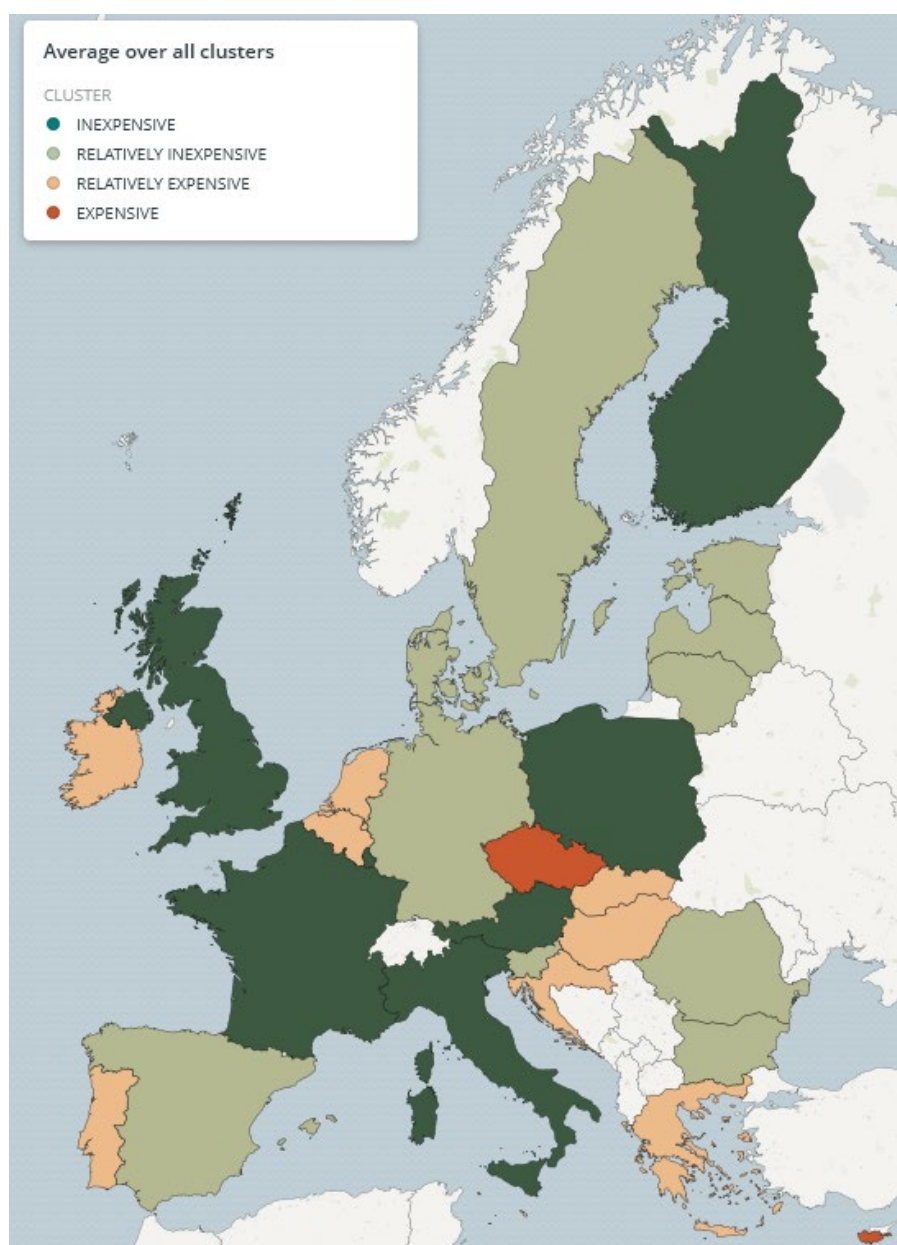 Average over all clusters
CLUSTER
INEXPENSIVE
RELATIVELY INEXPENSIVE
RELATIVELY EXPENSIVE
EXPENSIVE